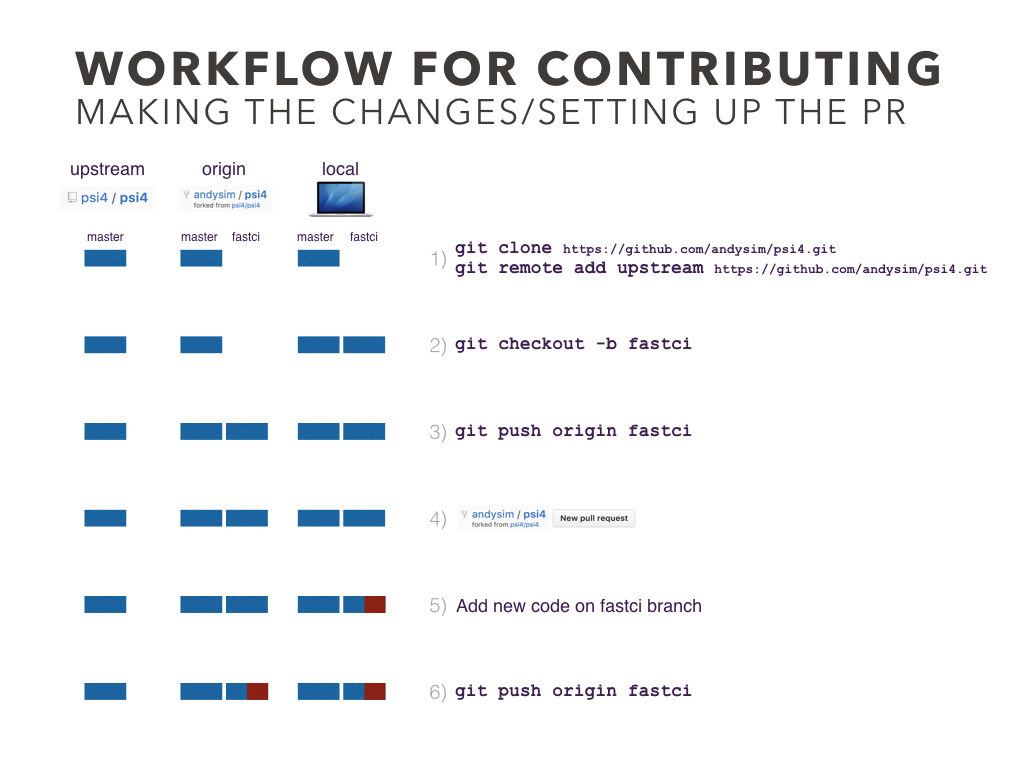 WORKFLOW FOR CONTRIBUTING
MAKING THE CHANGES/SETTING UP THE PR
upstream origin local
psi4 / psi4 andysim / psi4
forked from psi4/psi4
master master fastci master fastci
1) git clone https://github.com/andysim/psi4.git
git remote add upstream https://github.com/andysim/psi4.git
2) git checkout -b fastci
3) git push origin fastci
4) andysim / psi4 New pull request
forked from psi4/psi4
5) Add new code on fastci branch
6) git push origin fastci